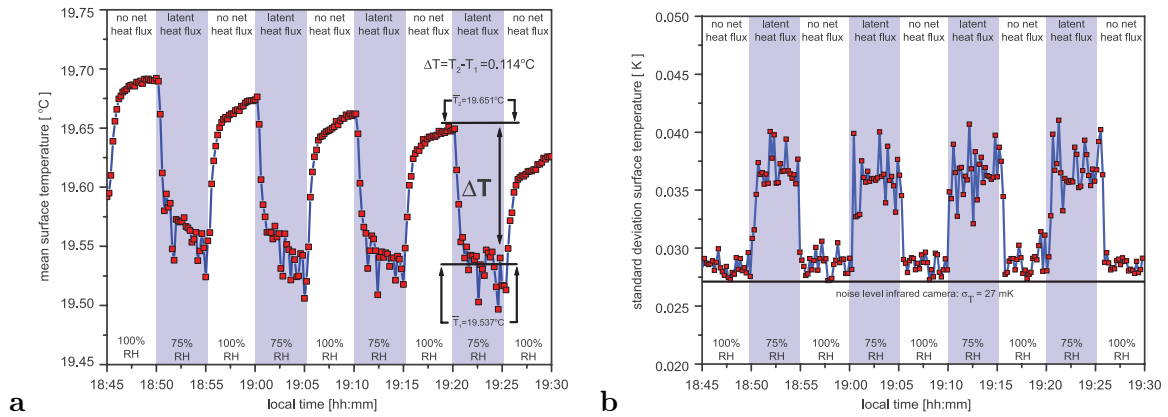 19.75
no net latent no net latent no net latent no net latent no net
heat flux heat flux heat flux heat flux heat flux heat flux heat flux heat flux heat flux
19.70
19.65
19.60
19.55
19.50
19.45
mean surface temperature [ °C]
ΔT=T2-T1=0.114°C
T2=19.651°C
ΔT
T1=19.537°C
100% 75% 100% 75% 100% 75% 100% 75% 100%
RH RH RH RH RH RH RH RH RH
18:45 18:50 18:55 19:00 19:05 19:10 19:15 19:20 19:25 19:30
local time [hh:mm]
a
0.050
no net latent no net latent no net latent no net latent no net
heat flux heat flux heat flux heat flux heat flux heat flux heat flux heat flux heat flux
0.045
0.040
0.035
0.030
0.025
0.020
standard deviation surface temperature [ K ]
noise level infrared camera: σT = 27 mK
100% 75% 100% 75% 100% 75% 100% 75% 100%
RH RH RH RH RH RH RH RH RH
18:45 18:50 18:55 19:00 19:05 19:10 19:15 19:20 19:25 19:30
local time [hh:mm]
b